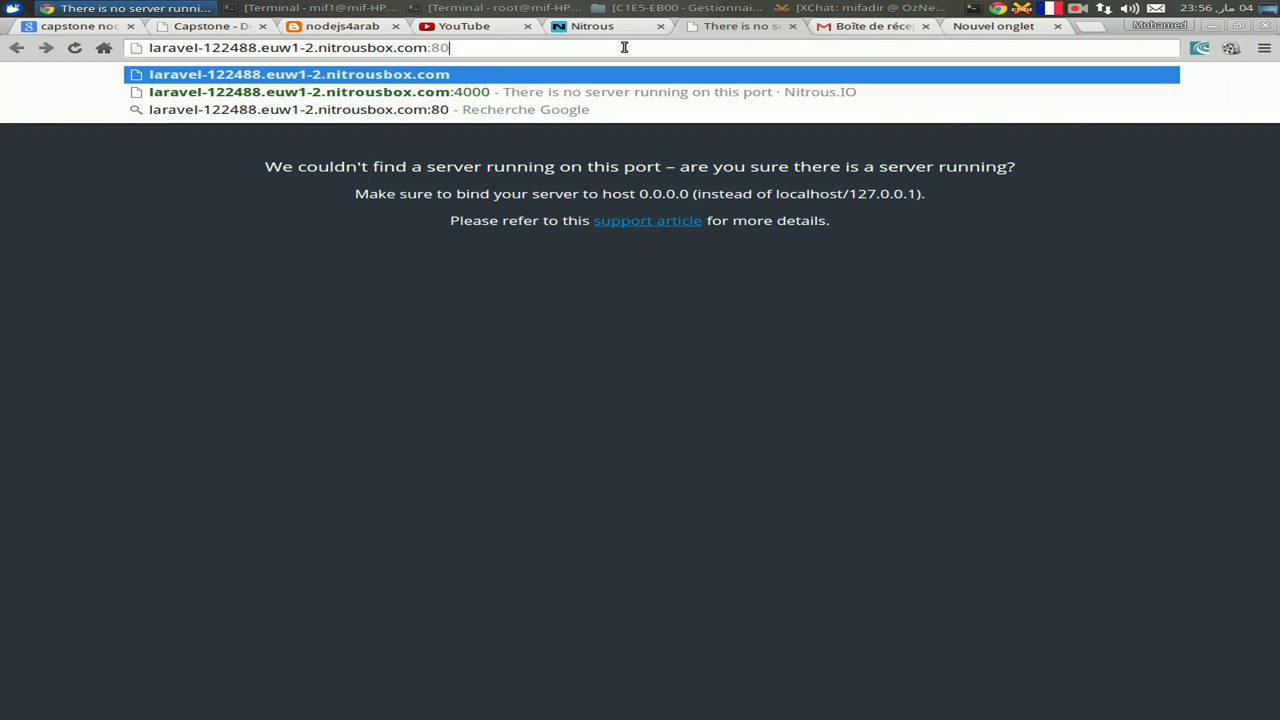 There is no server runni...
[Terminal - mif1@mif-HP...
[Terminal - root@mif-HP...
[C1E5-EB00 - Gestionnai...
[XChat: mifadir @ OzNe...
04 مار, 23:56
capstone noc
Capstone - De
nodejs4arab
YouTube
Nitrous
There is no se
Boîte de récep
Nouvel onglet
Mohamed
laravel-122488.euw1-2.nitrousbox.com:80
laravel-122488.euw1-2.nitrousbox.com
laravel-122488.euw1-2.nitrousbox.com:4000 - There is no server running on this port · Nitrous.IO
laravel-122488.euw1-2.nitrousbox.com:80 - Recherche Google
We couldn't find a server running on this port – are you sure there is a server running?
Make sure to bind your server to host 0.0.0.0 (instead of localhost/127.0.0.1).
Please refer to this support article for more details.